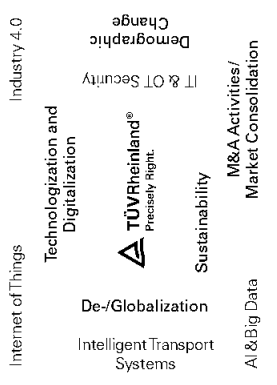 Demographic
Change
IT & OT Security
Industry 4.0
Technologization and
Digitalization
TÜVRheinland®
Precisely Right.
Sustainability
M&A Activities/
Market Consolidation
Internet of Things
De-/Globalization
Intelligent Transport
Systems
AI & Big Data